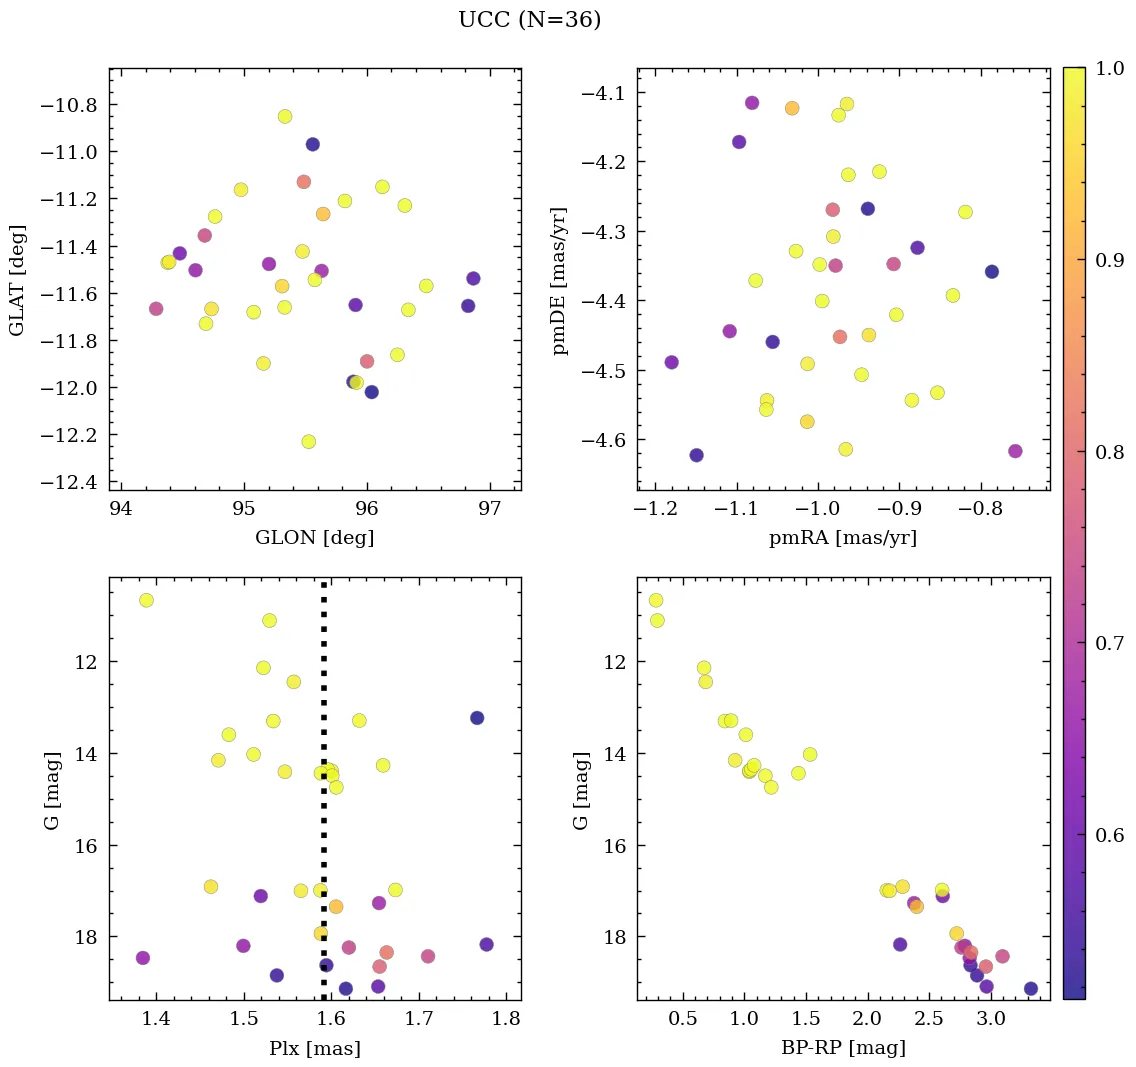 UCC (N=36)
−10.8
−11.0
−11.2
−11.4
−11.6
−11.8
−12.0
−12.2
−12.4
GLAT [deg]
94 95 96 97
GLON [deg]
−4.1
−4.2
−4.3
−4.4
−4.5
−4.6
pmDE [mas/yr]
−1.2 −1.1 −1.0 −0.9 −0.8
pmRA [mas/yr]
12
14
16
18
G [mag]
1.4 1.5 1.6 1.7 1.8
Plx [mas]
12
14
16
18
G [mag]
0.5 1.0 1.5 2.0 2.5 3.0
BP-RP [mag]
1.0
0.9
0.8
0.7
0.6